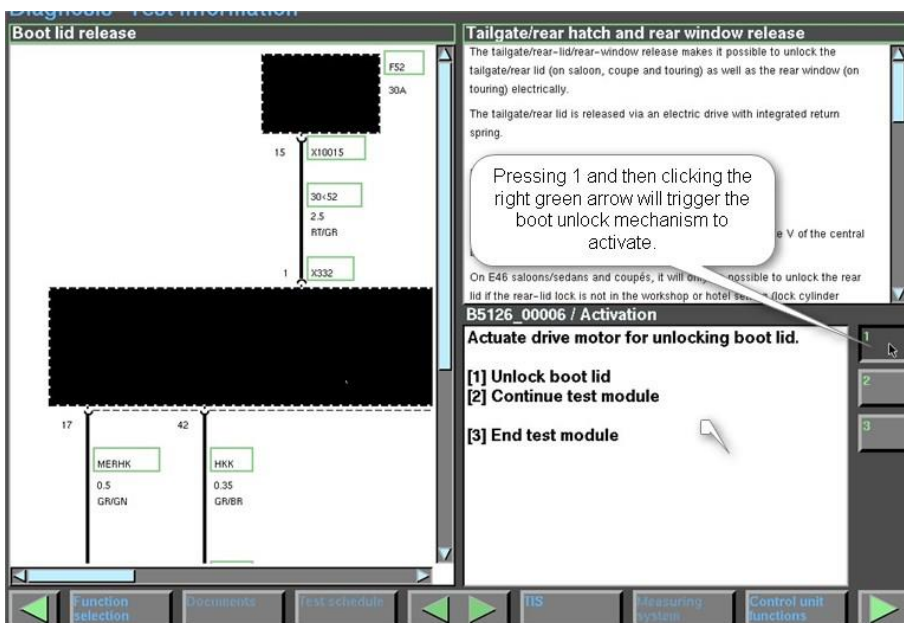 Diagnosis Test information
Boot lid release
F52
30A
15
X10015
30<52
2.5
RT/GR
1
X332
17
42
MERHK
HKK
0.5
0.35
GR/GN
GR/BR
Tailgate/rear hatch and rear window release
The tailgate/rear-lid/rear-window release makes it possible to unlock the
tailgate/rear lid (on saloon, coupe and touring) as well as the rear window (on
touring) electrically.
The tailgate/rear lid is released via an electric drive with integrated return
spring.
Pressing 1 and then clicking the
right green arrow will trigger the
boot unlock mechanism to
activate.
V of the central
On E46 saloons/sedans and coupés, it will only possible to unlock the rear
lid if the rear-lid lock is not in the workshop or hotel (lock cylinder
B5126_00006 / Activation
Actuate drive motor for unlocking boot lid.
[1] Unlock boot lid
[2] Continue test module
[3] End test module
1
2
3
Function
selection
Documents
Test schedule
TIS
Measuring
system
Control unit
functions